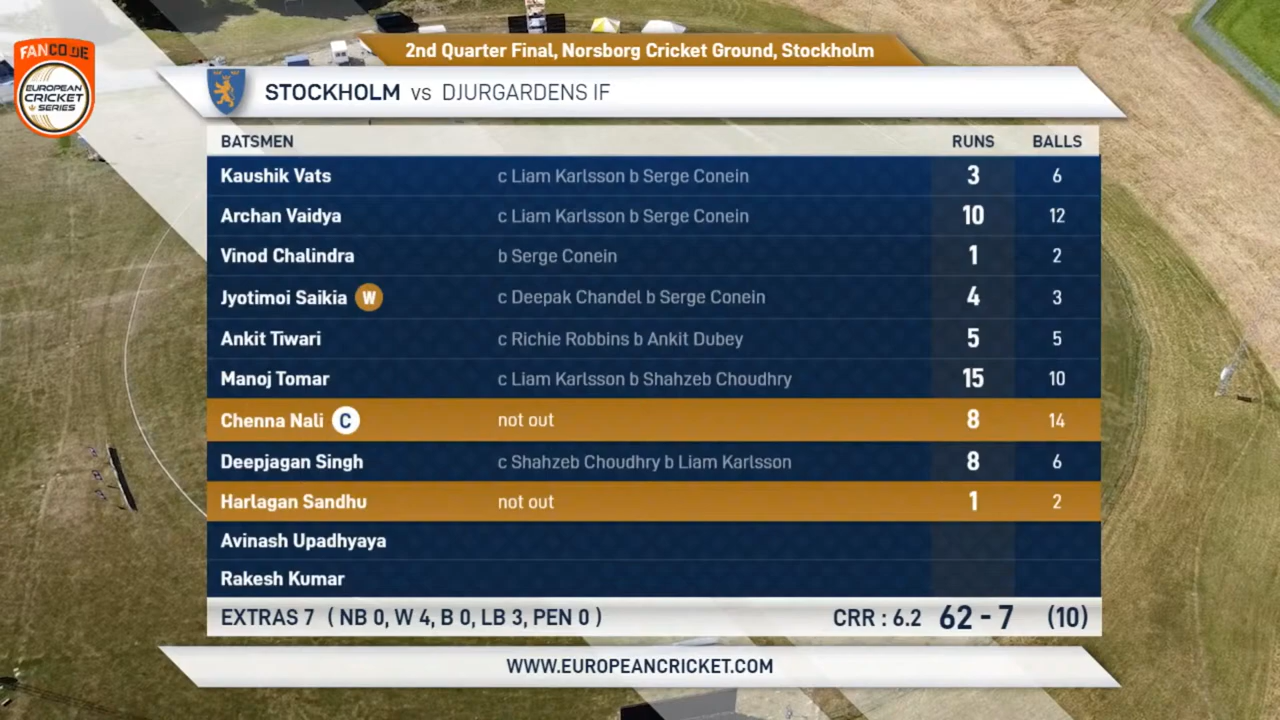 FANCODE
EUROPEAN
CRICKET
SERIES
2nd Quarter Final, Norsborg Cricket Ground, Stockholm
STOCKHOLM vs DJURGARDENS IF
BATSMEN RUNS BALLS
Kaushik Vats c Liam Karlsson b Serge Conein 3 6
Archan Vaidya c Liam Karlsson b Serge Conein 10 12
Vinod Chalindra b Serge Conein 1 2
Jyotimoi Saikia W c Deepak Chandel b Serge Conein 4 3
Ankit Tiwari c Richie Robbins b Ankit Dubey 5 5
Manoj Tomar c Liam Karlsson b Shahzeb Choudhry 15 10
Chenna Nali C not out 8 14
Deepjagan Singh c Shahzeb Choudhry b Liam Karlsson 8 6
Harlagan Sandhu not out 1 2
Avinash Upadhyaya
Rakesh Kumar
EXTRAS 7 ( NB 0, W 4, B 0, LB 3, PEN 0 ) CRR : 6.2 62 - 7 (10)
WWW.EUROPEANCRICKET.COM